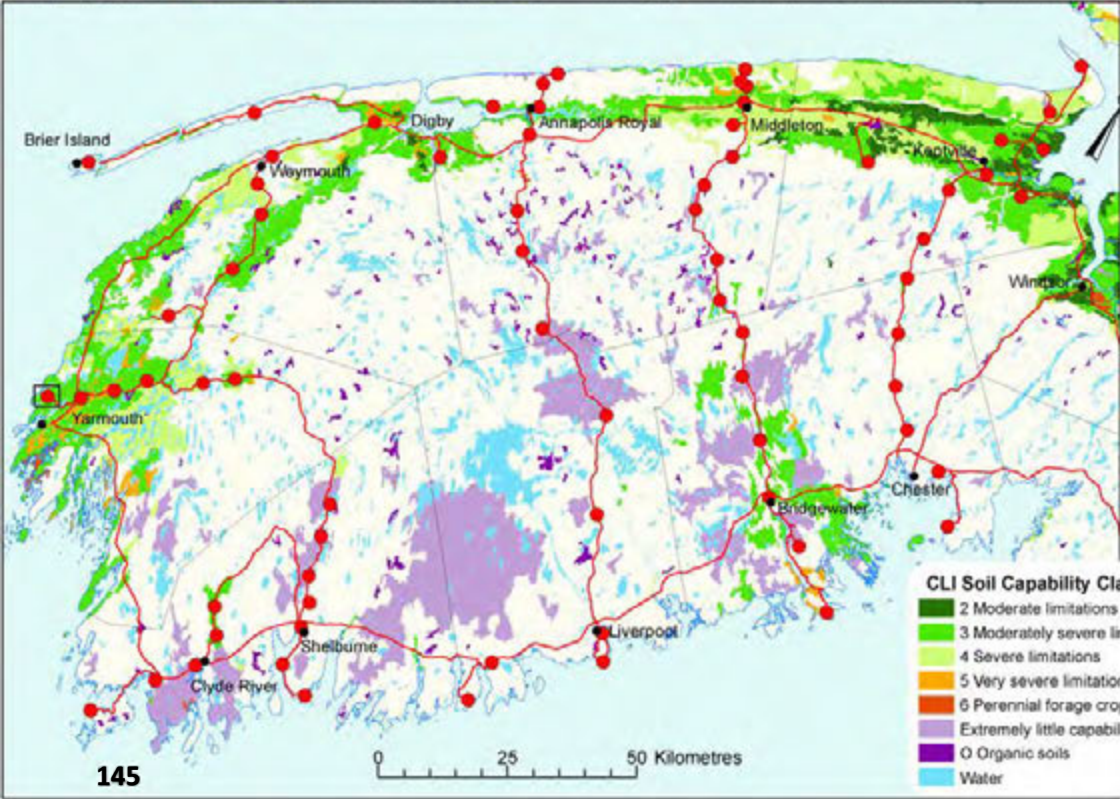 Brier Island
Digby
Annapolis Royal
Middleton
Kentville
Weymouth
Windsor
Yarmouth
Chester
Bridgewater
Shelburne
Liverpool
Clyde River
CLI Soil Capability Cla
2 Moderate limitations
3 Moderately severe li
4 Severe limitations
5 Very severe limitation
6 Perennial forage cro
Extremely little capabil
O Organic soils
Water
0 25 50 Kilometres
145